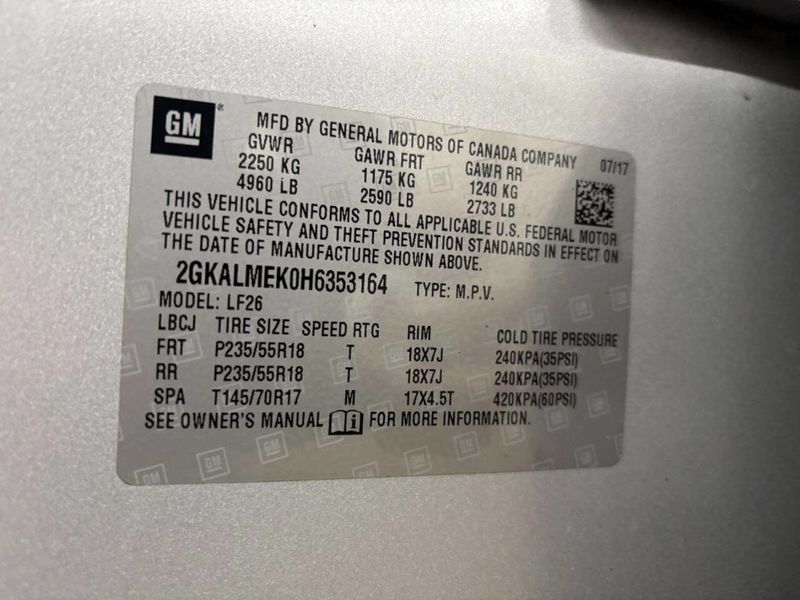 GM® MFD BY GENERAL MOTORS OF CANADA COMPANY 07/17
GVWR GAWR FRT GAWR RR
2250 KG 1175 KG 1240 KG
4960 LB 2590 LB 2733 LB
THIS VEHICLE CONFORMS TO ALL APPLICABLE U.S. FEDERAL MOTOR
VEHICLE SAFETY AND THEFT PREVENTION STANDARDS IN EFFECT ON
THE DATE OF MANUFACTURE SHOWN ABOVE.
2GKALMEK0H6353164 TYPE: M.P.V.
MODEL: LF26
LBCJ TIRE SIZE SPEED RTG RIM COLD TIRE PRESSURE
FRT P235/55R18 T 18X7J 240KPA(35PSI)
RR P235/55R18 T 18X7J 240KPA(35PSI)
SPA T145/70R17 M 17X4.5T 420KPA(60PSI)
SEE OWNER'S MANUAL FOR MORE INFORMATION.